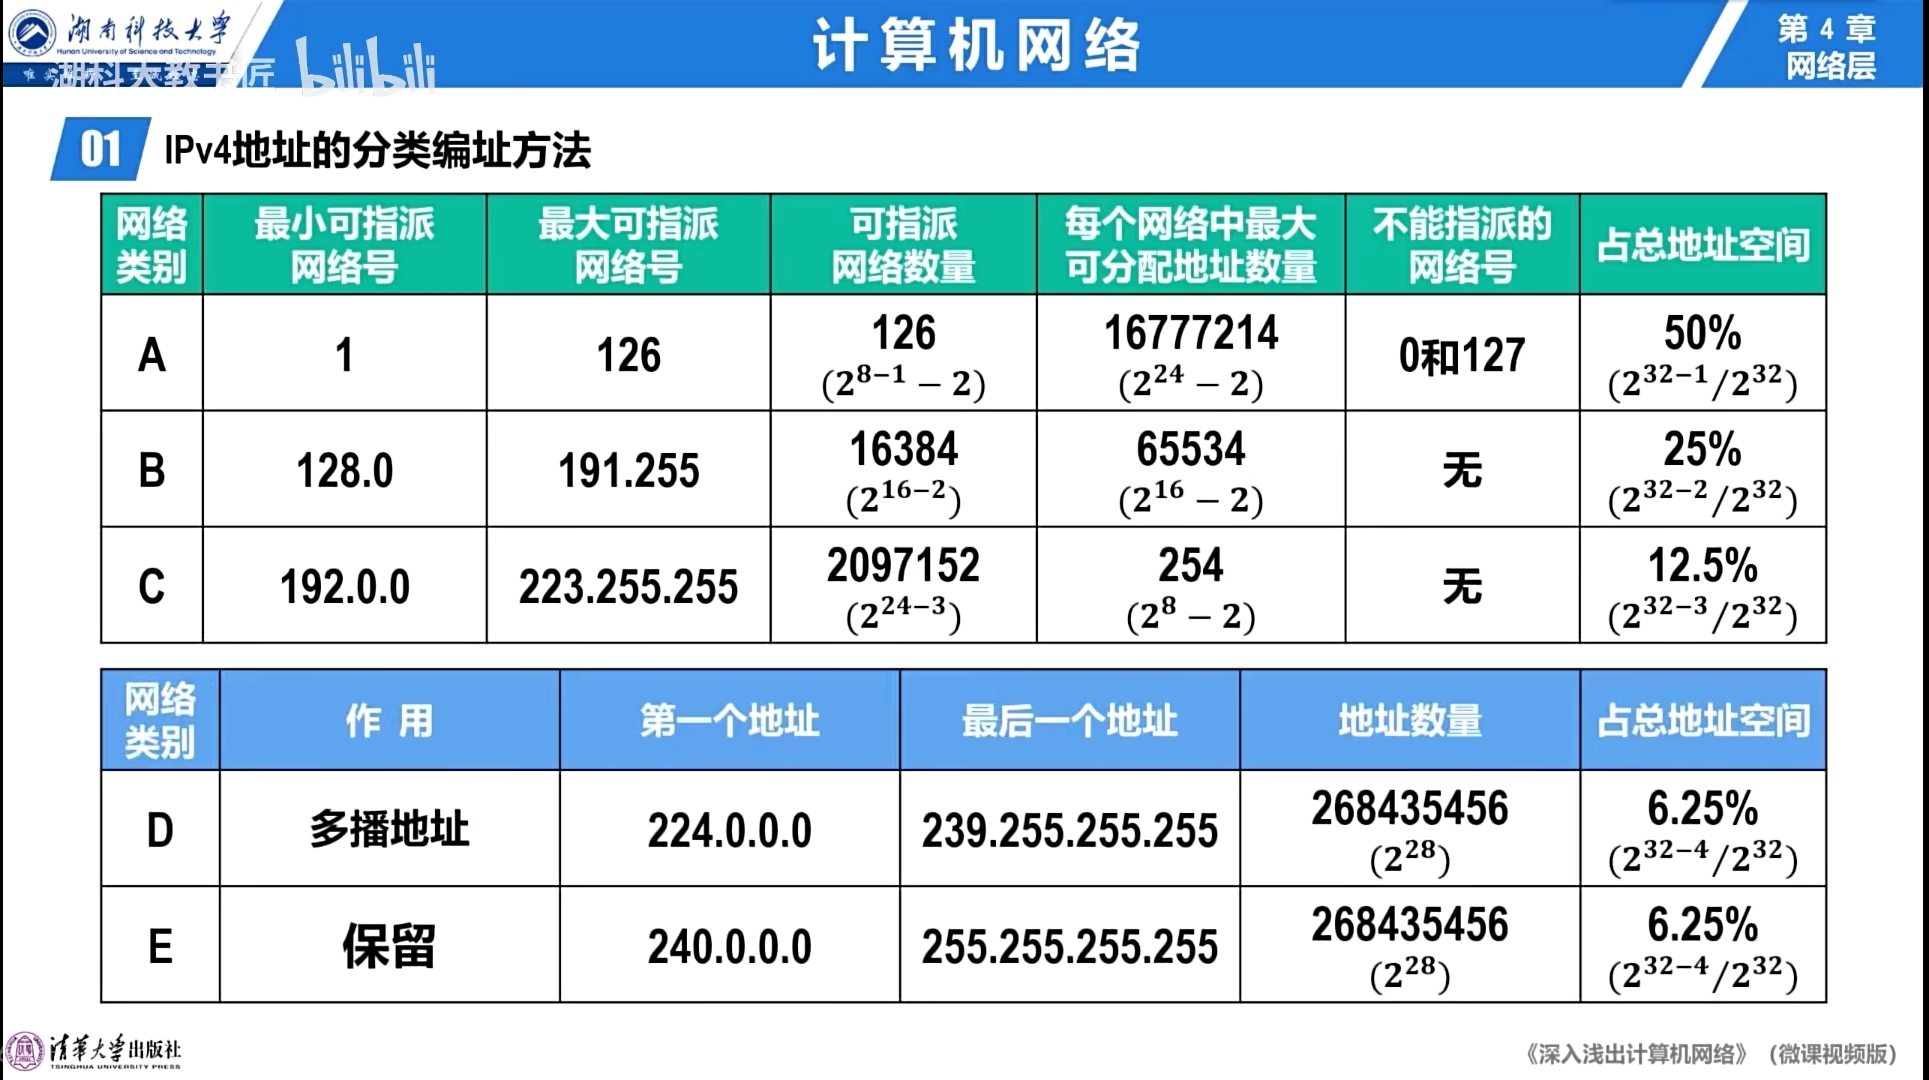 湖南科技大学
Hunan University of Science and Technology
湖科大教书匠 bilibili
计算机网络
第 4 章
网络层
01 IPv4地址的分类编址方法
网络类别 最小可指派网络号 最大可指派网络号 可指派网络数量 每个网络中最大可分配地址数量 不能指派的网络号 占总地址空间
A 1 126 126 (2^{8-1} − 2) 16777214 (2^{24} − 2) 0和127 50% (2^{32-1}/2^{32})
B 128.0 191.255 16384 (2^{16-2}) 65534 (2^{16} − 2) 无 25% (2^{32-2}/2^{32})
C 192.0.0 223.255.255 2097152 (2^{24-3}) 254 (2^{8} − 2) 无 12.5% (2^{32-3}/2^{32})
网络类别 作 用 第一个地址 最后一个地址 地址数量 占总地址空间
D 多播地址 224.0.0.0 239.255.255.255 268435456 (2^{28}) 6.25% (2^{32-4}/2^{32})
E 保留 240.0.0.0 255.255.255.255 268435456 (2^{28}) 6.25% (2^{32-4}/2^{32})
清华大学出版社
TSINGHUA UNIVERSITY PRESS
《深入浅出计算机网络》（微课视频版）